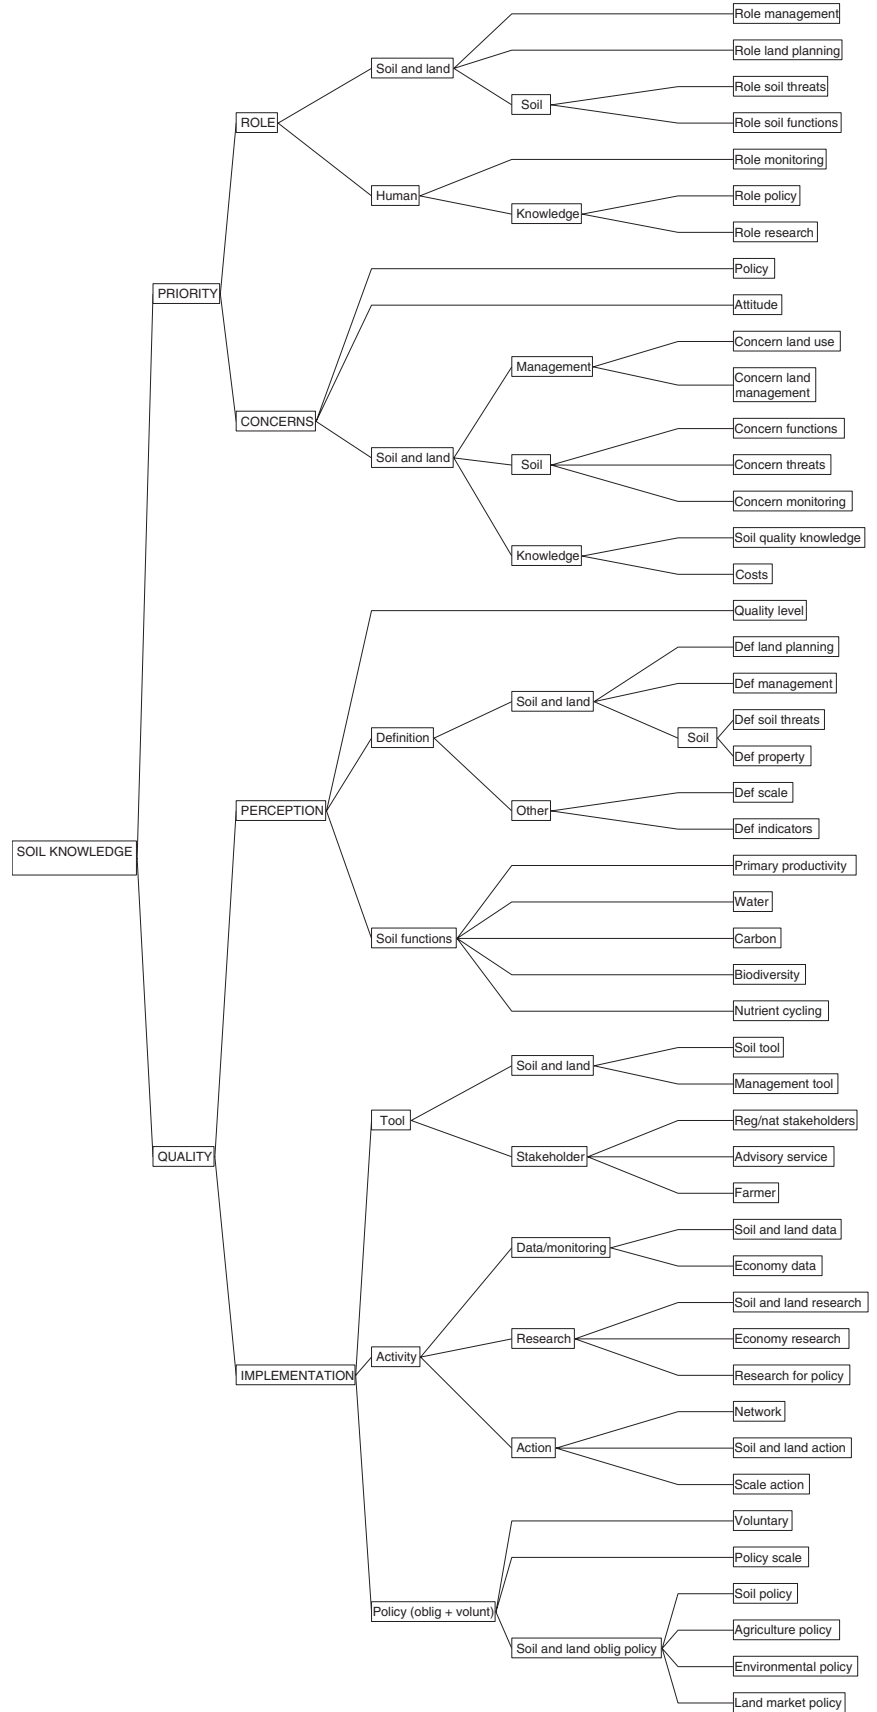 Role management
Role land planning
Soil and land
Role soil threats
Soil
Role soil functions
ROLE
Role monitoring
Human
Role policy
Knowledge
Role research
Policy
PRIORITY
Attitude
Concern land use
Management
Concern land
management
CONCERNS
Concern functions
Soil and land
Soil
Concern threats
Concern monitoring
Soil quality knowledge
Knowledge
Costs
Quality level
Def land planning
Def management
Soil and land
Def soil threats
Definition
Soil
Def property
Def scale
PERCEPTION
Other
Def indicators
SOIL KNOWLEDGE
Primary productivity
Water
Soil functions
Carbon
Biodiversity
Nutrient cycling
Soil tool
Soil and land
Management tool
Tool
Reg/nat stakeholders
QUALITY
Stakeholder
Advisory service
Farmer
Soil and land data
Data/monitoring
Economy data
Soil and land research
Research
Economy research
Activity
IMPLEMENTATION
Research for policy
Network
Action
Soil and land action
Scale action
Voluntary
Policy scale
Soil policy
Policy (oblig + volunt)
Agriculture policy
Soil and land oblig policy
Environmental policy
Land market policy